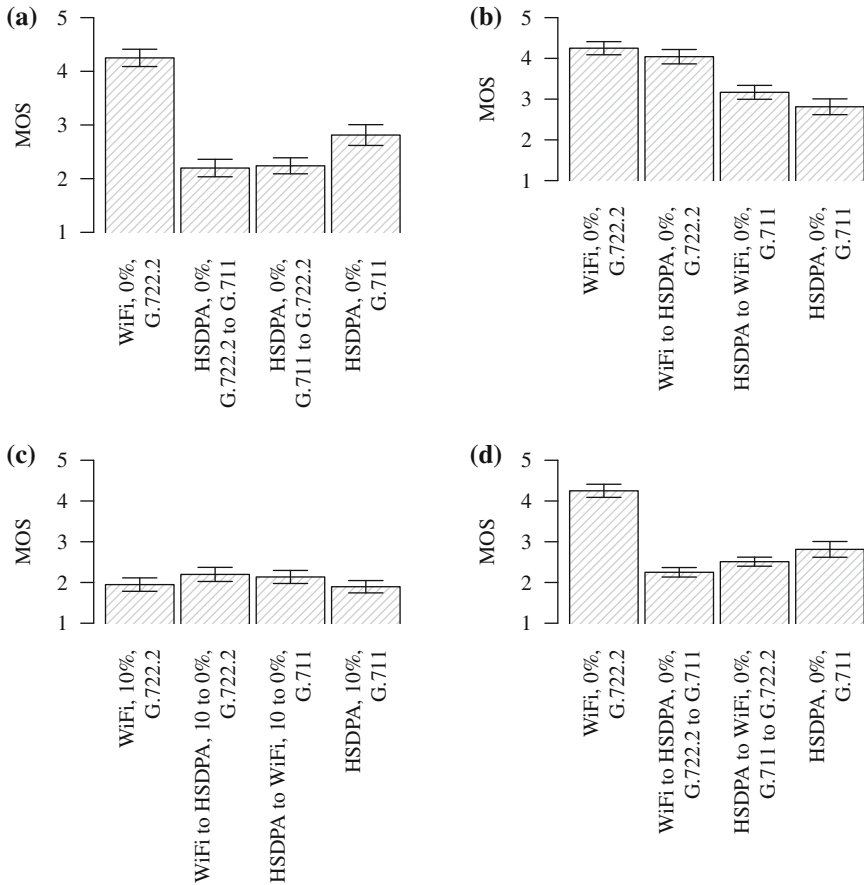 (a)
5
4
3
2
1
MOS
WiFi, 0%,
G.722.2
HSDPA, 0%,
G.722.2 to G.711
HSDPA, 0%,
G.711 to G.722.2
HSDPA, 0%,
G.711
(b)
5
4
3
2
1
MOS
WiFi, 0%,
G.722.2
WiFi to HSDPA, 0%,
G.722.2
HSDPA to WiFi, 0%,
G.711
HSDPA, 0%,
G.711
(c)
5
4
3
2
1
MOS
WiFi, 10%,
G.722.2
WiFi to HSDPA, 10 to 0%,
G.722.2
HSDPA to WiFi, 10 to 0%,
G.711
HSDPA, 10%,
G.711
(d)
5
4
3
2
1
MOS
WiFi, 0%,
G.722.2
WiFi to HSDPA, 0%,
G.722.2 to G.711
HSDPA to WiFi, 0%,
G.711 to G.722.2
HSDPA, 0%,
G.711